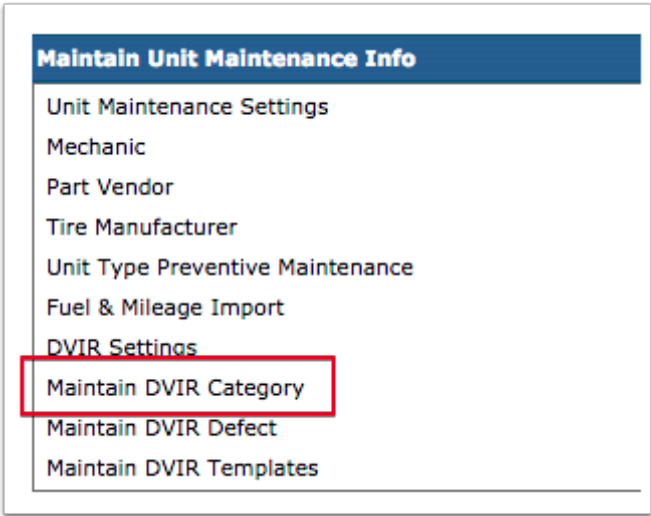 Maintain Unit Maintenance Info
Unit Maintenance Settings
Mechanic
Part Vendor
Tire Manufacturer
Unit Type Preventive Maintenance
Fuel & Mileage Import
DVIR Settings
Maintain DVIR Category
Maintain DVIR Defect
Maintain DVIR Templates